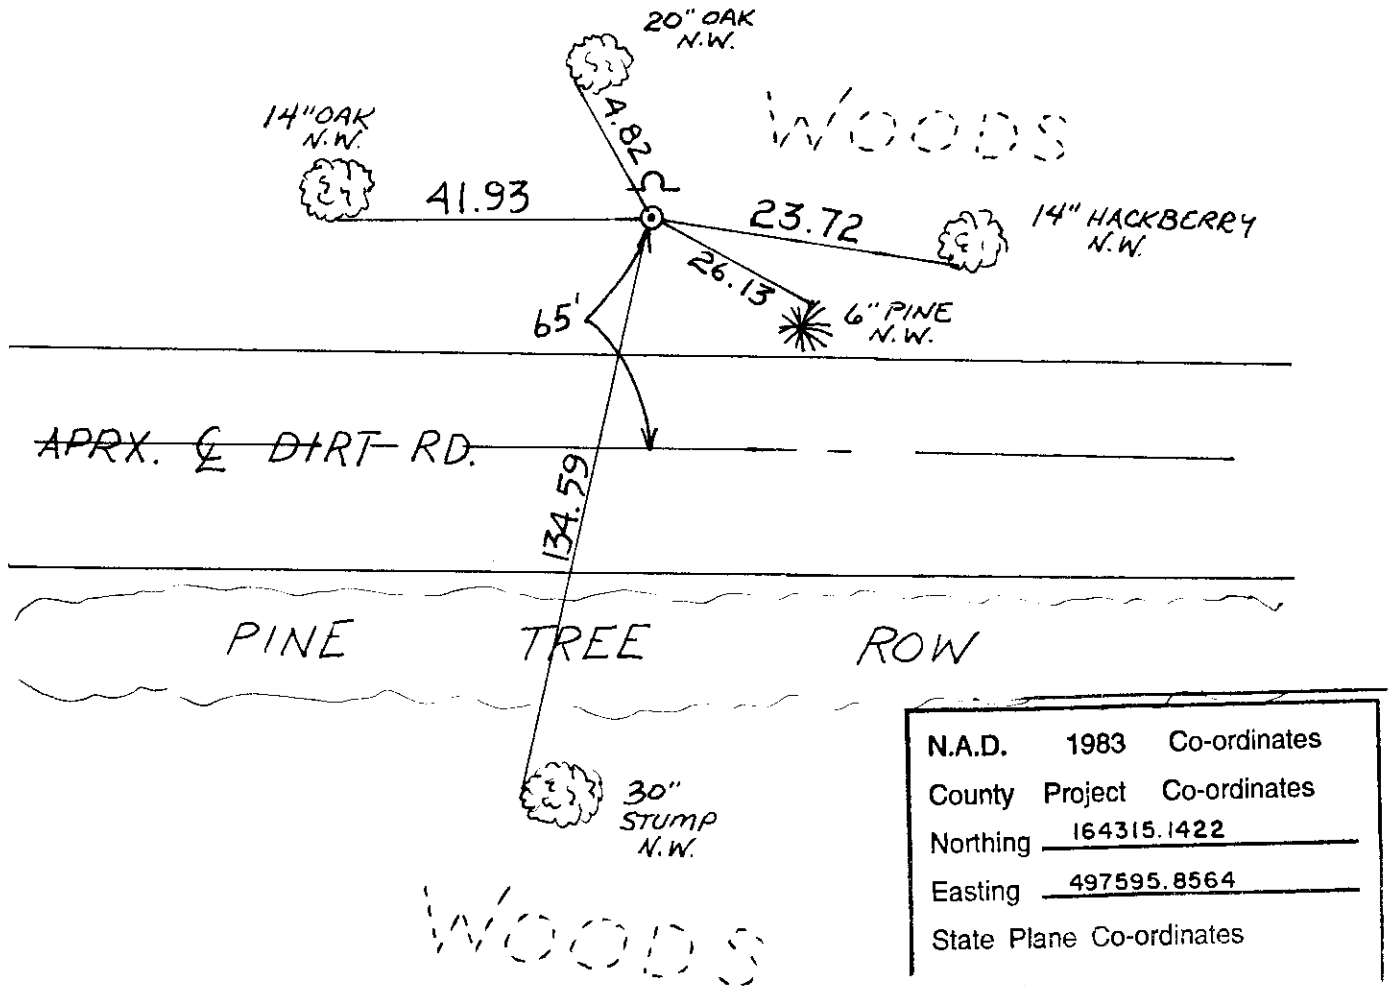 20" OAK
N.W.
WOODS
14" OAK
N.W.
4.82
41.93
23.72
14" HACKBERRY
N.W.
26.13
65'
6" PINE
N.W.
APRX. ℄ DIRT RD.
134.59
PINE TREE ROW
30"
STUMP
N.W.
WOODS
N.A.D. 1983 Co-ordinates
County Project Co-ordinates
Northing 164315.1422
Easting 497595.8564
State Plane Co-ordinates